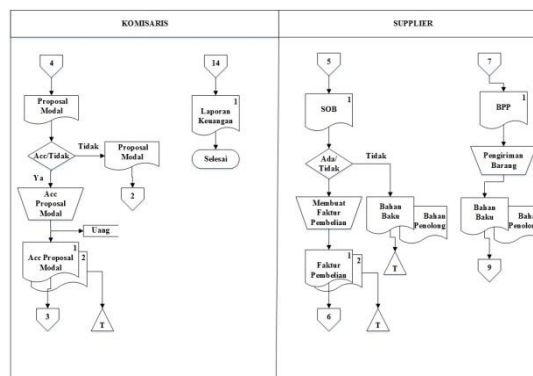 KOMISARIS
4
Proposal
Modal
Acc/Tidak
Tidak
Proposal
Modal
2
Ya
Acc
Proposal
Modal
Uang
Acc Proposal
Modal
1
2
3
T
14
Laporan
Keuangan
1
Selesai
SUPPLIER
5
SOB
1
Ada/
Tidak
Tidak
Membuat
Faktur
Pembelian
Bahan
Baku
Bahan
Penolong
T
Faktur
Pembelian
1
2
6
T
7
BPP
1
Pengiriman
Barang
Bahan
Baku
Bahan
Penolong
9